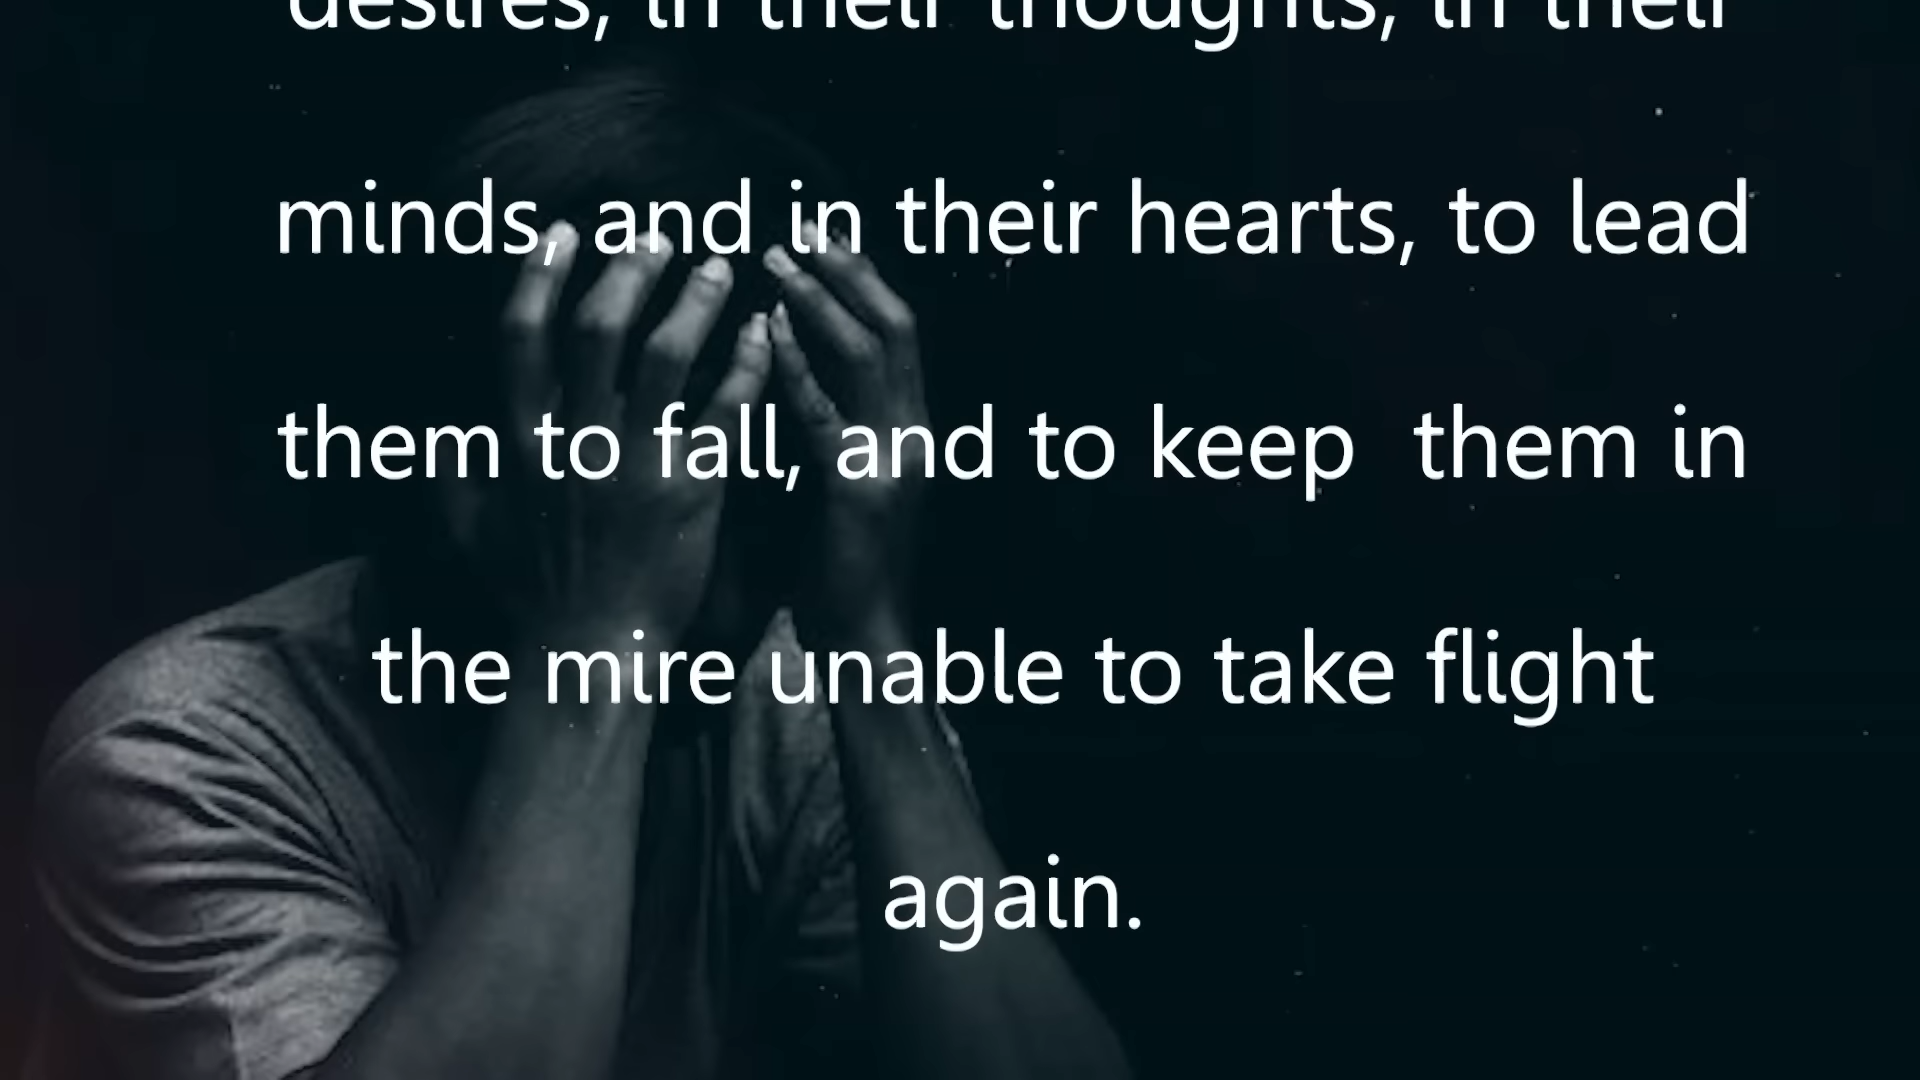 desires, in their thoughts, in their
minds, and in their hearts, to lead
them to fall, and to keep  them in
the mire unable to take flight
again.